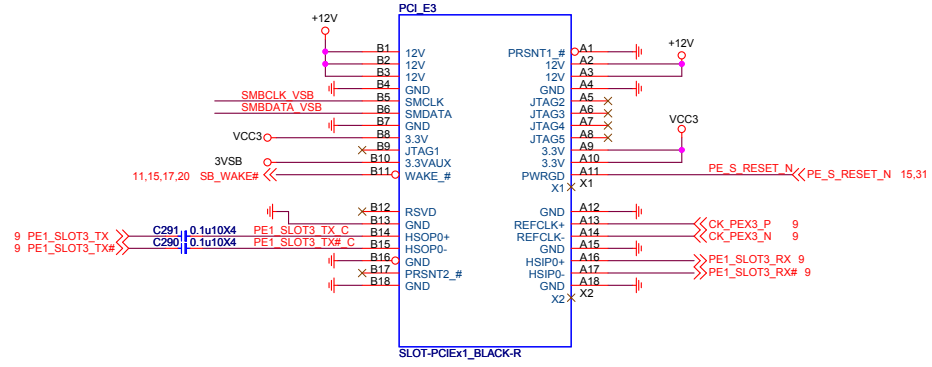 PCI_E3
+12V
B1 12V PRSNT1_# A1 +12V
B2 12V 12V A2
B3 12V 12V A3
B4 GND GND A4
SMBCLK_VSB B5 SMCLK JTAG2 A5
SMBDATA_VSB B6 SMDATA JTAG3 A6
B7 GND JTAG4 A7
VCC3 B8 3.3V JTAG5 A8 VCC3
B9 JTAG1 3.3V A9
3VSB B10 3.3VAUX 3.3V A10
11,15,17,20 SB_WAKE# B11 WAKE_# PWRGD A11 PE_S_RESET_N PE_S_RESET_N 15,31
X1 X1
B12 RSVD GND A12
B13 GND REFCLK+ A13 CK_PEX3_P 9
9 PE1_SLOT3_TX C291 0.1u10X4 PE1_SLOT3_TX_C B14 HSOP0+ REFCLK- A14 CK_PEX3_N 9
9 PE1_SLOT3_TX# C290 0.1u10X4 PE1_SLOT3_TX#_C B15 HSOP0- GND A15
B16 GND HSIP0+ A16 PE1_SLOT3_RX 9
B17 PRSNT2_# HSIP0- A17 PE1_SLOT3_RX# 9
B18 GND GND A18
X2 X2
SLOT-PCIEx1_BLACK-R